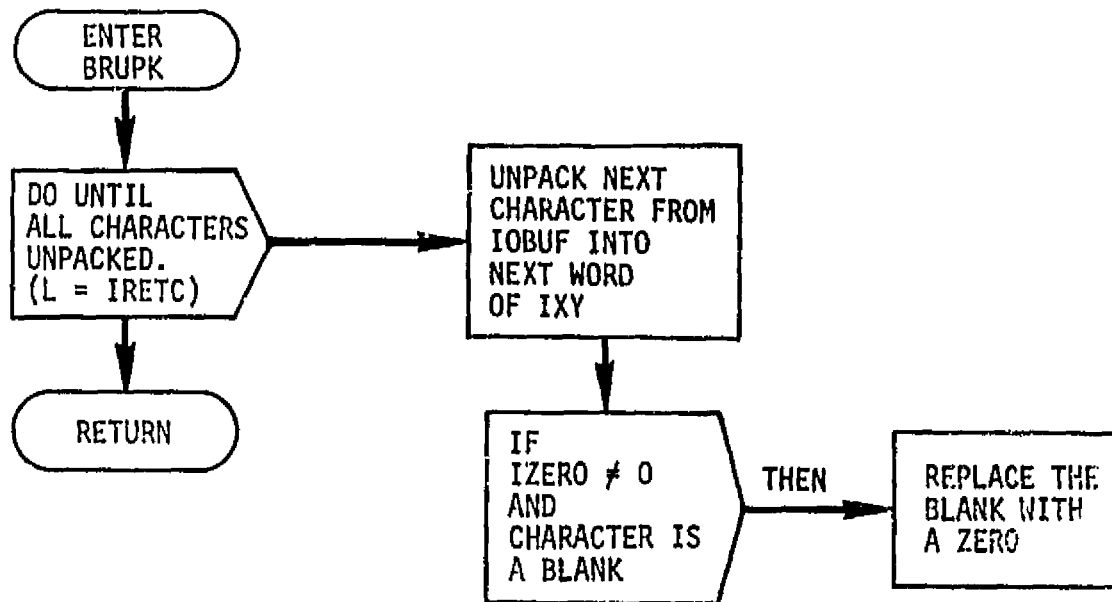 ENTER
BRUPK
DO UNTIL
ALL CHARACTERS
UNPACKED.
(L = IRETC)
RETURN
UNPACK NEXT
CHARACTER FROM
IOBUF INTO
NEXT WORD
OF IXY
IF
IZERO ≠ 0
AND
CHARACTER IS
A BLANK
THEN
REPLACE THE
BLANK WITH
A ZERO